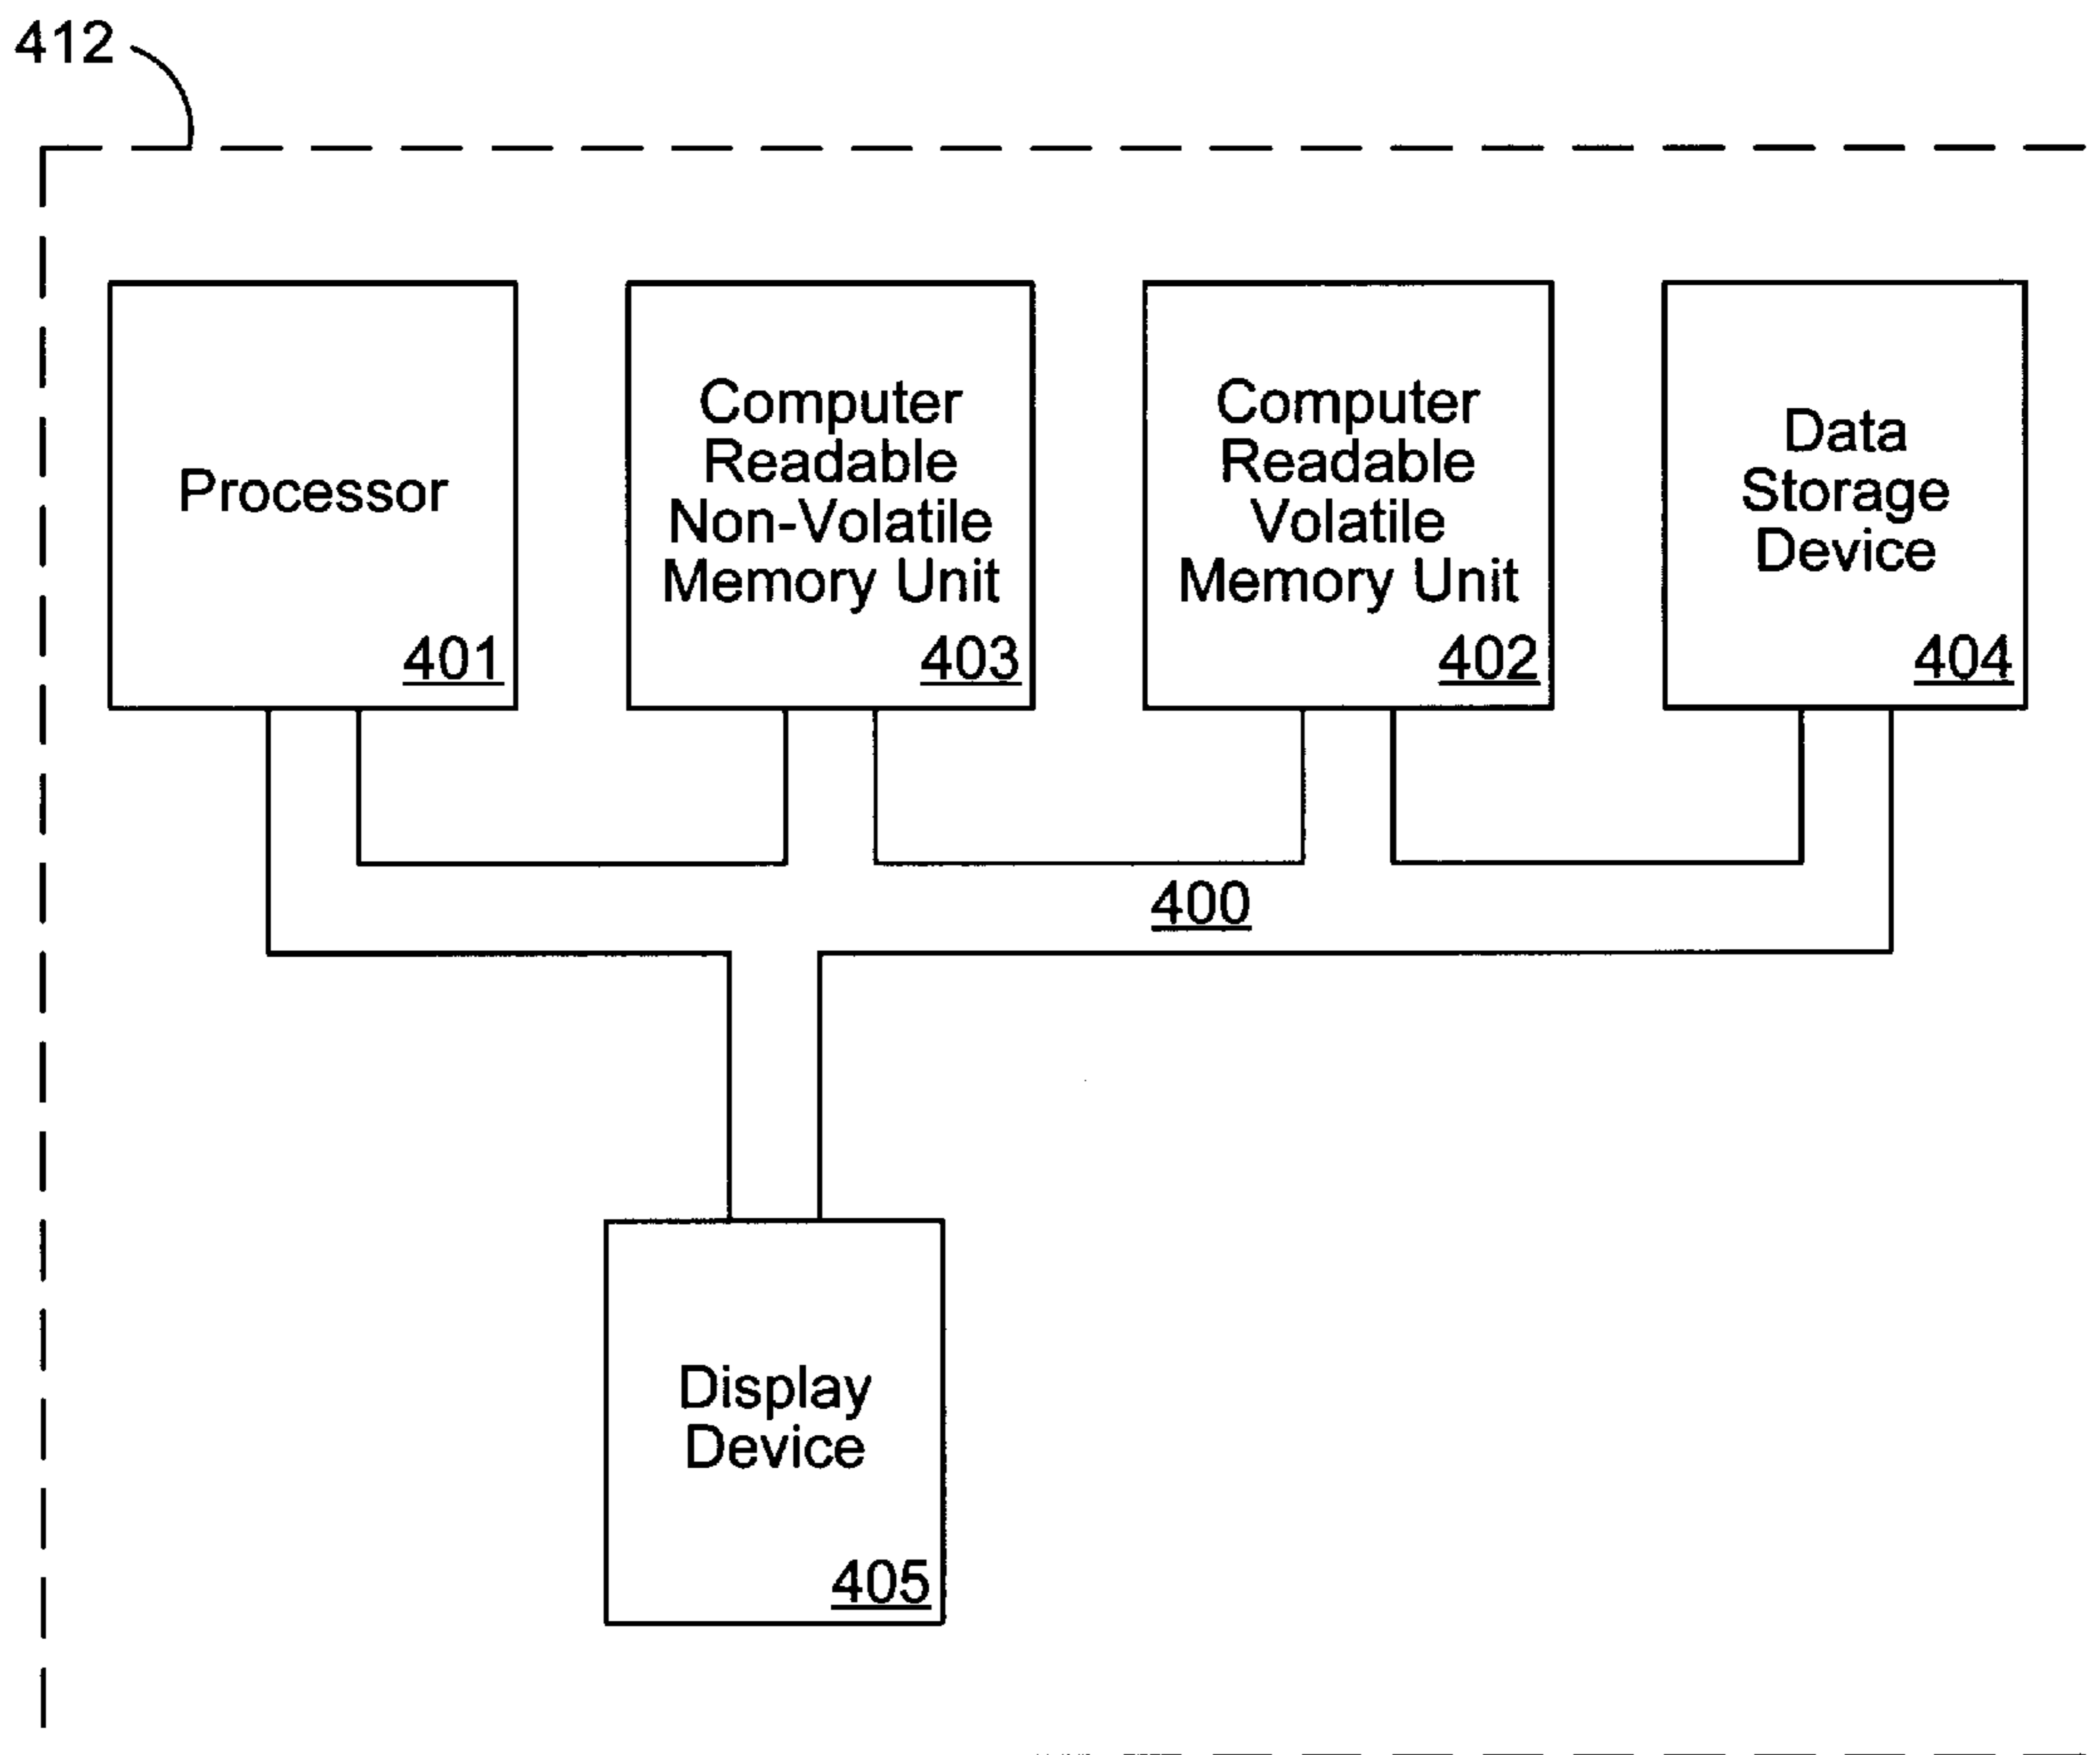 412
Processor
401
Computer
Readable
Non-Volatile
Memory Unit
403
Computer
Readable
Volatile
Memory Unit
402
Data
Storage
Device
404
400
Display
Device
405